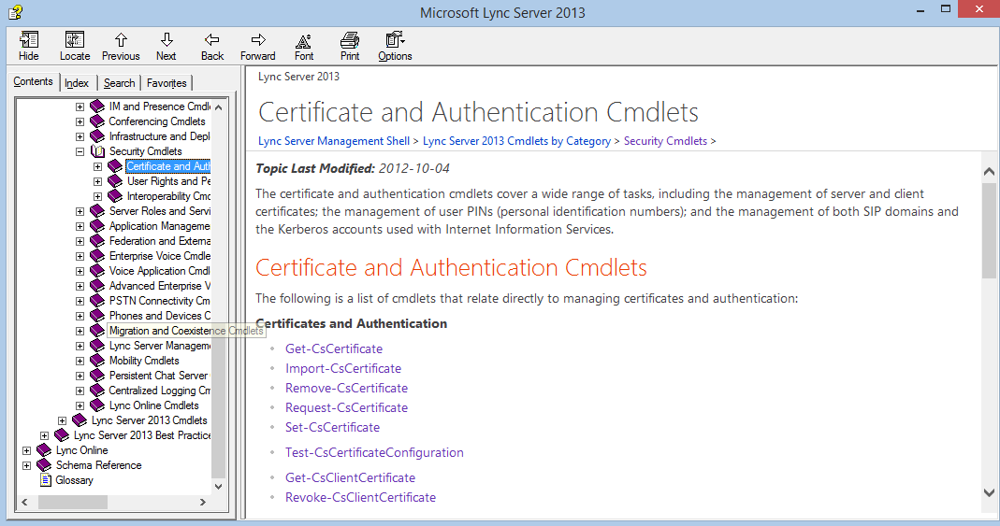 Microsoft Lync Server 2013
Hide Locate Previous Next Back Forward Font Print Options
Contents Index Search Favorites
IM and Presence Cmdl
Conferencing Cmdlets
Infrastructure and Depl
Security Cmdlets
Certificate and Auth
User Rights and Pe
Interoperability Cmd
Server Roles and Servi
Application Manageme
Federation and Externa
Enterprise Voice Cmdle
Voice Application Cmdl
Advanced Enterprise V
PSTN Connectivity Cm
Phones and Devices C
Migration and Coexistence Cmdlets
Lync Server Managem
Mobility Cmdlets
Persistent Chat Server
Centralized Logging Cm
Lync Online Cmdlets
Lync Server 2013 Cmdlets
Lync Server 2013 Best Practice
Lync Online
Schema Reference
Glossary
Lync Server 2013
Certificate and Authentication Cmdlets
Lync Server Management Shell > Lync Server 2013 Cmdlets by Category > Security Cmdlets >
Topic Last Modified: 2012-10-04
The certificate and authentication cmdlets cover a wide range of tasks, including the management of server and client
certificates; the management of user PINs (personal identification numbers); and the management of both SIP domains and
the Kerberos accounts used with Internet Information Services.
Certificate and Authentication Cmdlets
The following is a list of cmdlets that relate directly to managing certificates and authentication:
Certificates and Authentication
Get-CsCertificate
Import-CsCertificate
Remove-CsCertificate
Request-CsCertificate
Set-CsCertificate
Test-CsCertificateConfiguration
Get-CsClientCertificate
Revoke-CsClientCertificate